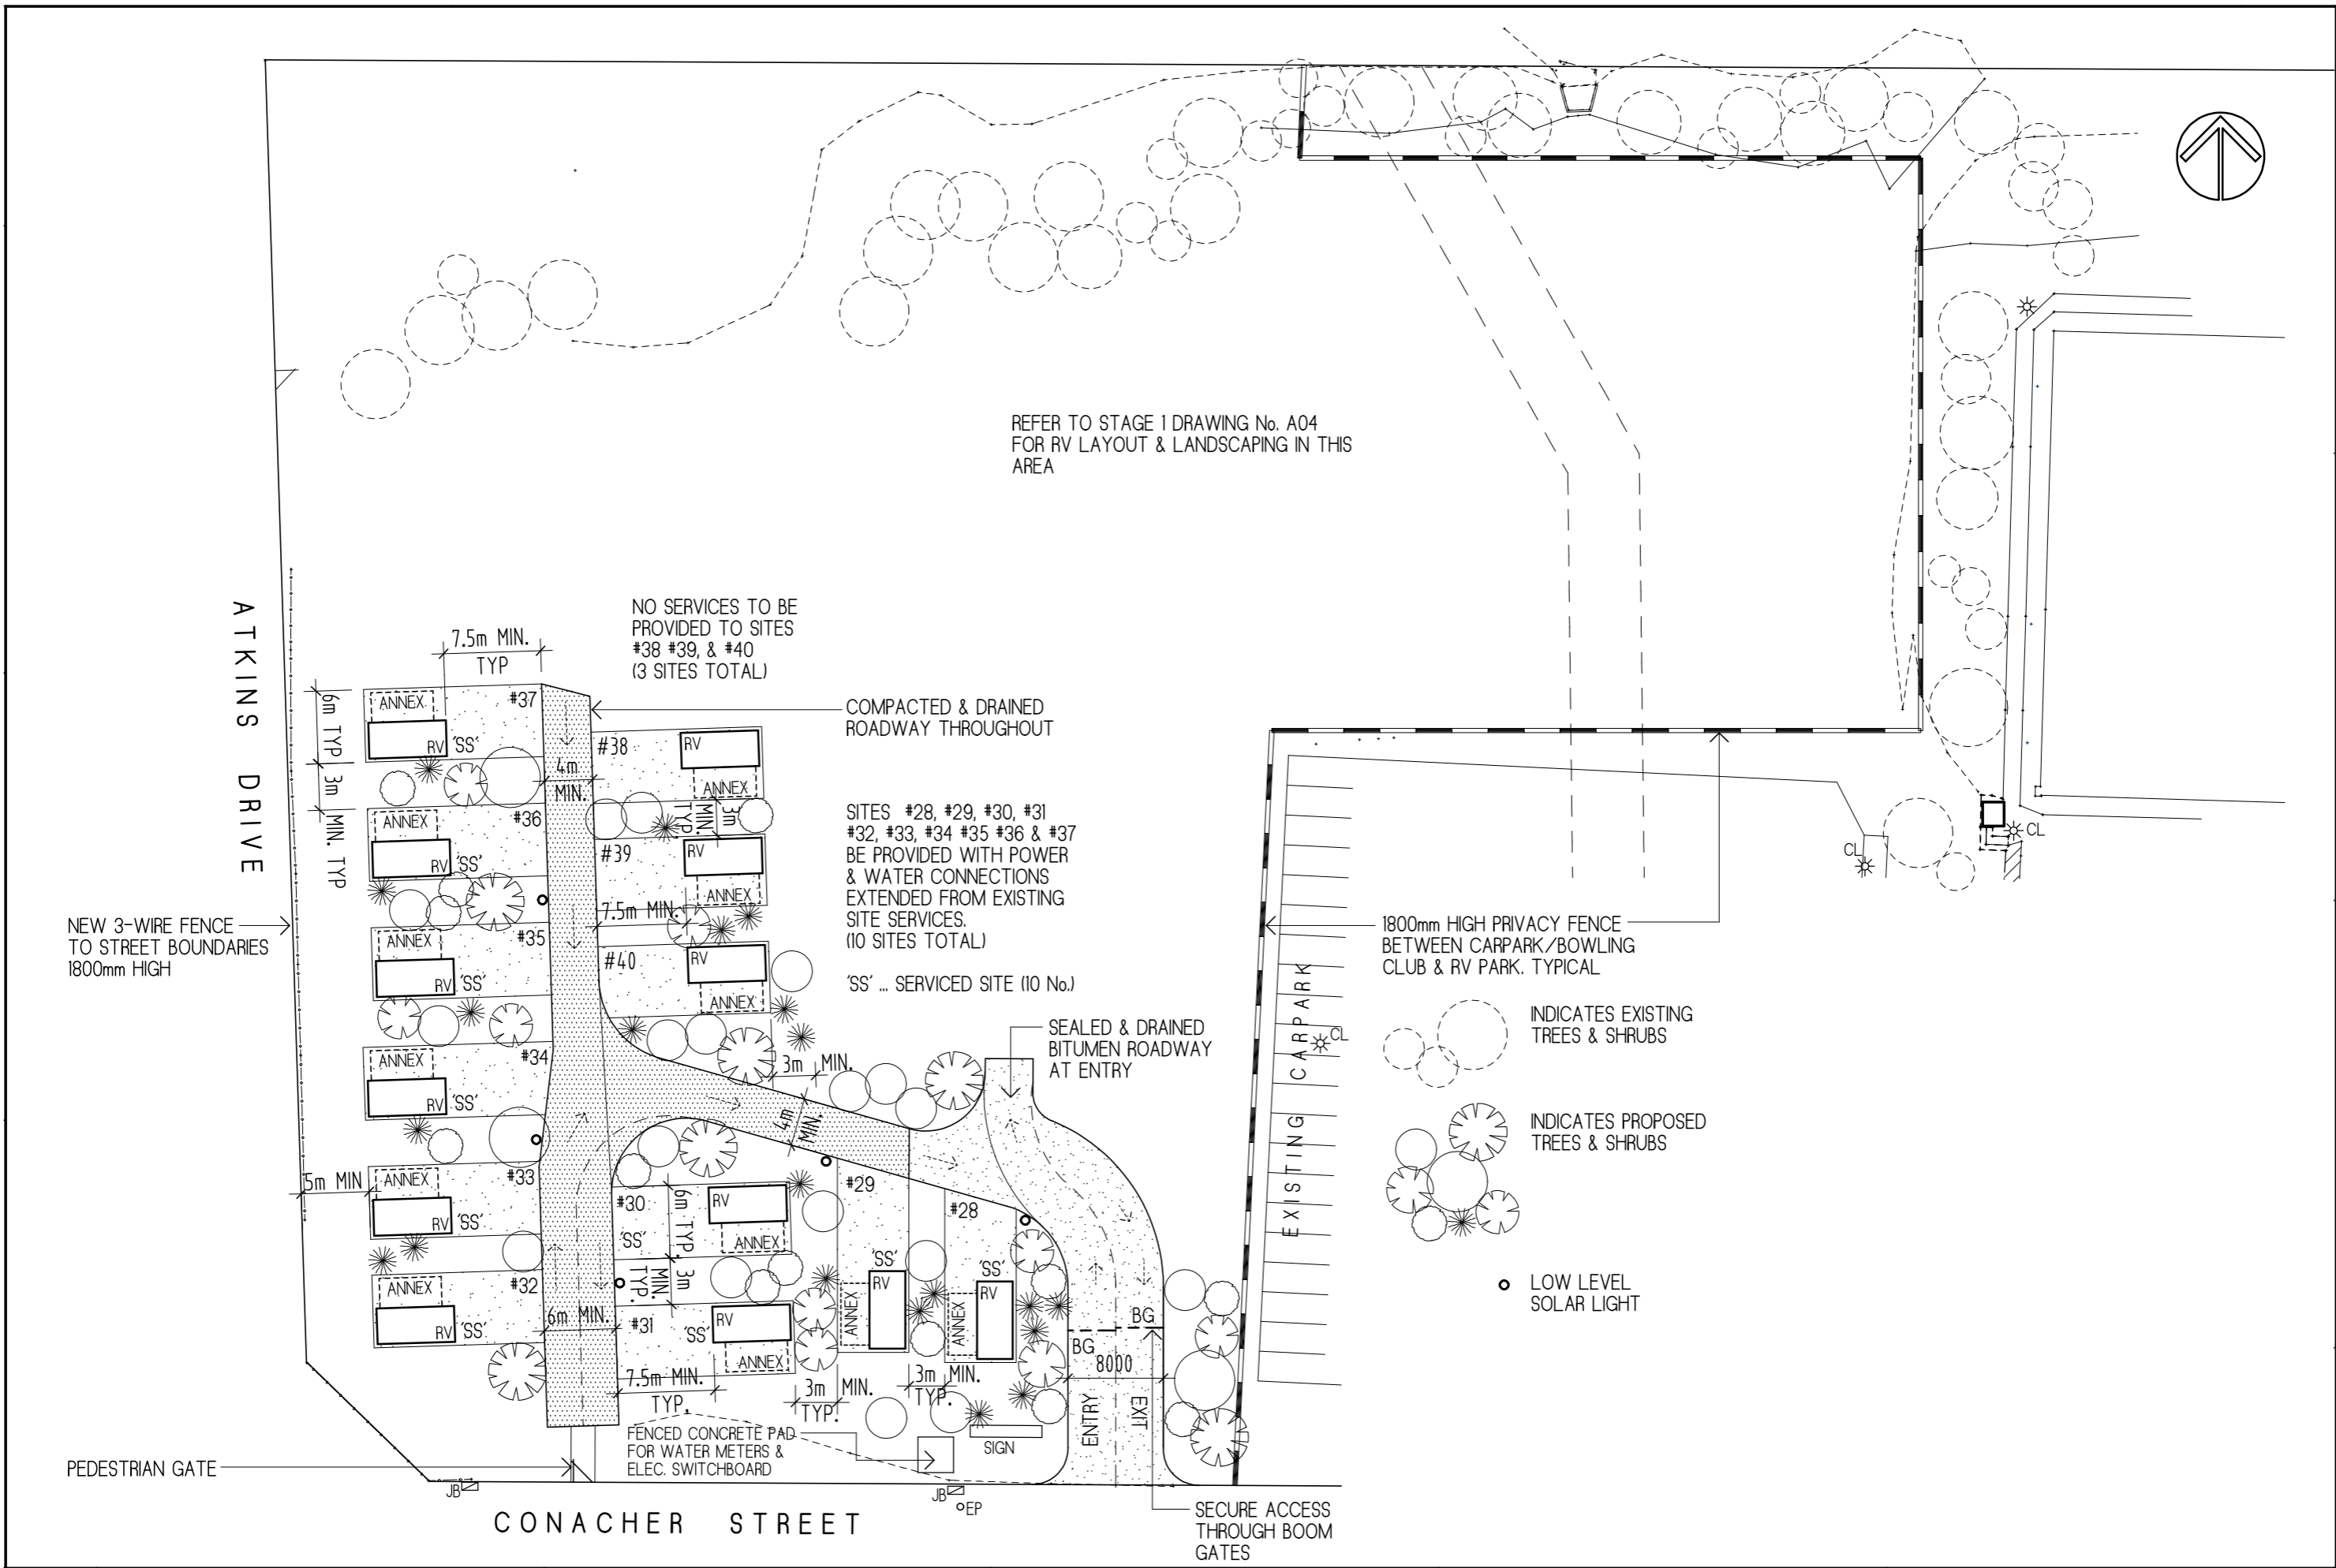 REFER TO STAGE 1 DRAWING No. A04
FOR RV LAYOUT & LANDSCAPING IN THIS
AREA
ATKINS DRIVE
NO SERVICES TO BE
PROVIDED TO SITES
#38 #39, & #40
(3 SITES TOTAL)
7.5m MIN.
TYP
6m TYP
3m
MIN. TYP
ANNEX
#37
RV
'SS'
COMPACTED & DRAINED
ROADWAY THROUGHOUT
#38
RV
ANNEX
4m
MIN.
3m
MIN.
TYP.
ANNEX
#36
RV
'SS'
#39
RV
ANNEX
SITES #28, #29, #30, #31
#32, #33, #34 #35 #36 & #37
BE PROVIDED WITH POWER
& WATER CONNECTIONS
EXTENDED FROM EXISTING
SITE SERVICES.
(10 SITES TOTAL)
'SS' ... SERVICED SITE (10 No.)
7.5m MIN.
ANNEX
#35
RV
'SS'
#40
RV
ANNEX
NEW 3-WIRE FENCE
TO STREET BOUNDARIES
1800mm HIGH
1800mm HIGH PRIVACY FENCE
BETWEEN CARPARK/BOWLING
CLUB & RV PARK. TYPICAL
CL
CL
CL
EXISTING CARPARK
INDICATES EXISTING
TREES & SHRUBS
INDICATES PROPOSED
TREES & SHRUBS
LOW LEVEL
SOLAR LIGHT
SEALED & DRAINED
BITUMEN ROADWAY
AT ENTRY
ANNEX
#34
RV
'SS'
3m MIN.
4m
MIN.
5m MIN
ANNEX
#33
RV
'SS'
#30
'SS'
RV
ANNEX
6m TYP.
3m
MIN.
TYP.
#29
'SS'
RV
ANNEX
#28
'SS'
RV
ANNEX
ANNEX
#32
RV
'SS'
6m MIN.
#31
'SS'
RV
ANNEX
7.5m MIN.
TYP.
3m MIN.
TYP.
3m MIN.
TYP.
BG
BG
8000
ENTRY
EXIT
FENCED CONCRETE PAD
FOR WATER METERS &
ELEC. SWITCHBOARD
SIGN
PEDESTRIAN GATE
JB
JB
EP
CONACHER STREET
SECURE ACCESS
THROUGH BOOM
GATES